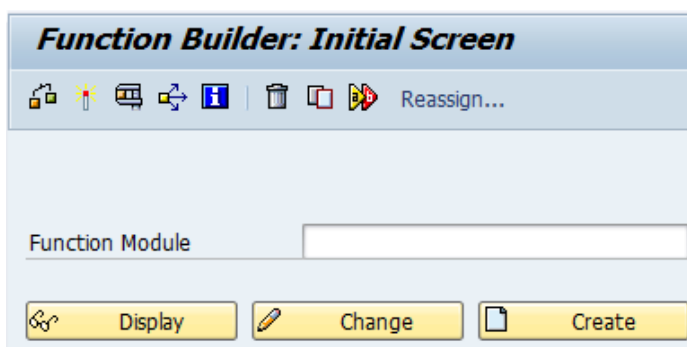 Function Builder: Initial Screen
Reassign...
Function Module
Display Change Create